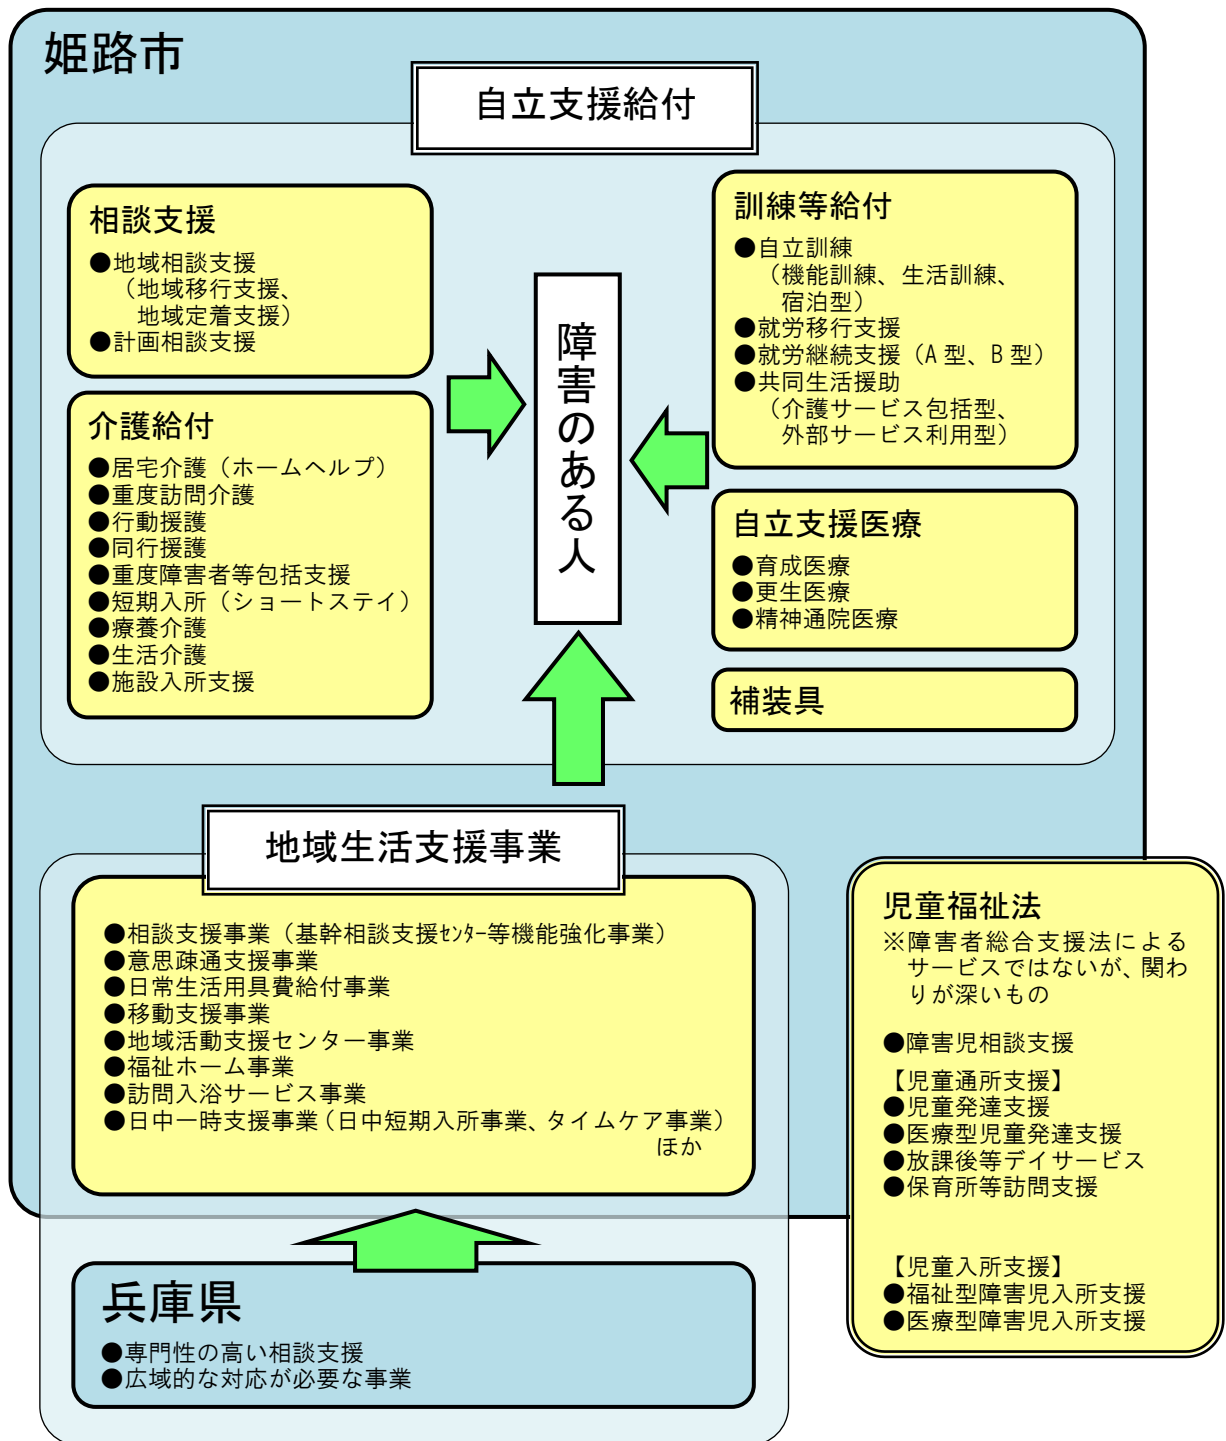 姫路市
自立支援給付
相談支援
●地域相談支援
（地域移行支援、
地域定着支援）
●計画相談支援
介護給付
●居宅介護（ホームヘルプ）
●重度訪問介護
●行動援護
●同行援護
●重度障害者等包括支援
●短期入所（ショートステイ）
●療養介護
●生活介護
●施設入所支援
障害のある人
訓練等給付
●自立訓練
（機能訓練、生活訓練、
宿泊型）
●就労移行支援
●就労継続支援（A型、B型）
●共同生活援助
（介護サービス包括型、
外部サービス利用型）
自立支援医療
●育成医療
●更生医療
●精神通院医療
補装具
地域生活支援事業
●相談支援事業（基幹相談支援ｾﾝﾀｰ等機能強化事業）
●意思疎通支援事業
●日常生活用具費給付事業
●移動支援事業
●地域活動支援センター事業
●福祉ホーム事業
●訪問入浴サービス事業
●日中一時支援事業（日中短期入所事業、タイムケア事業）
ほか
兵庫県
●専門性の高い相談支援
●広域的な対応が必要な事業
児童福祉法
※障害者総合支援法による
サービスではないが、関わ
りが深いもの
●障害児相談支援
【児童通所支援】
●児童発達支援
●医療型児童発達支援
●放課後等デイサービス
●保育所等訪問支援
【児童入所支援】
●福祉型障害児入所支援
●医療型障害児入所支援